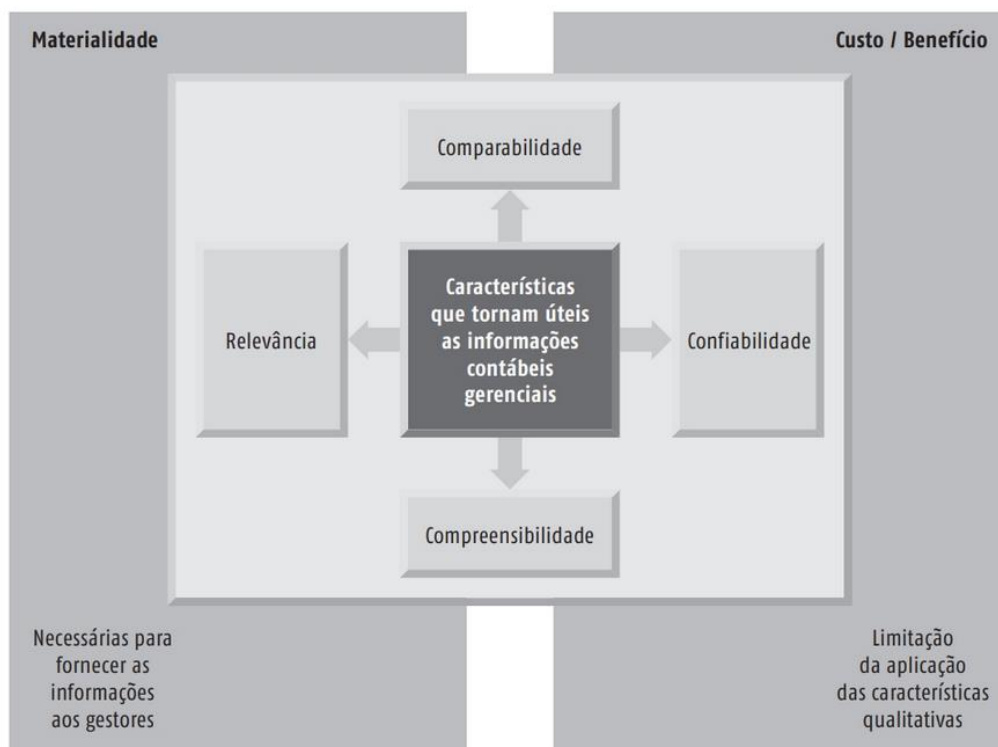 Materialidade
Custo / Benefício
Comparabilidade
Relevância
Características
que tornam úteis
as informações
contábeis
gerenciais
Confiabilidade
Compreensibilidade
Necessárias para
fornecer as
informações
aos gestores
Limitação
da aplicação
das características
qualitativas